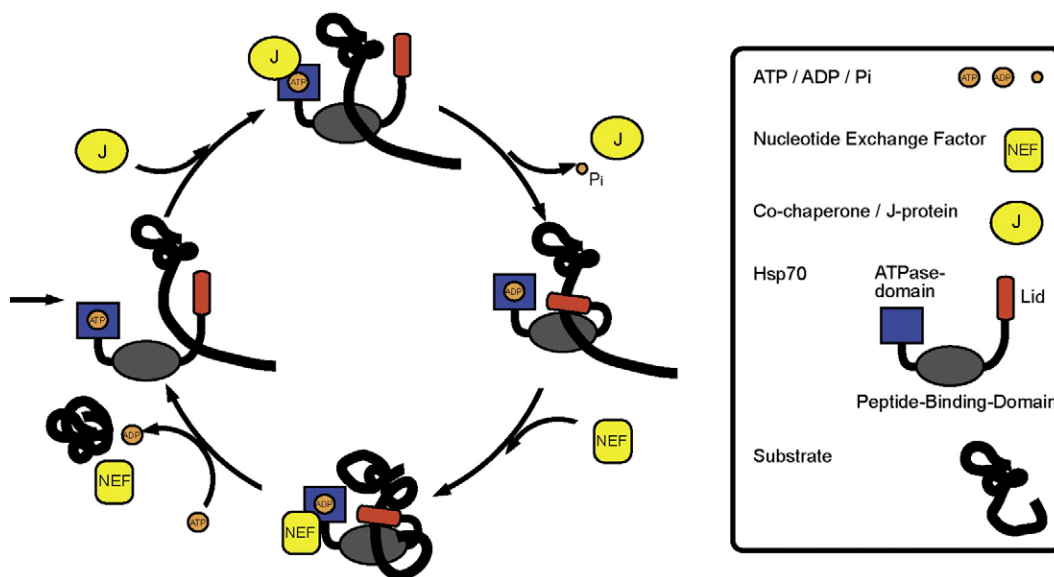 J
ATP
J
J
Pi
ATP
ADP
ADP
NEF
ATP
NEF
ADP
NEF
ATP / ADP / Pi
ATP
ADP
Nucleotide Exchange Factor
NEF
Co-chaperone / J-protein
J
Hsp70
ATPase-
domain
Lid
Peptide-Binding-Domain
Substrate